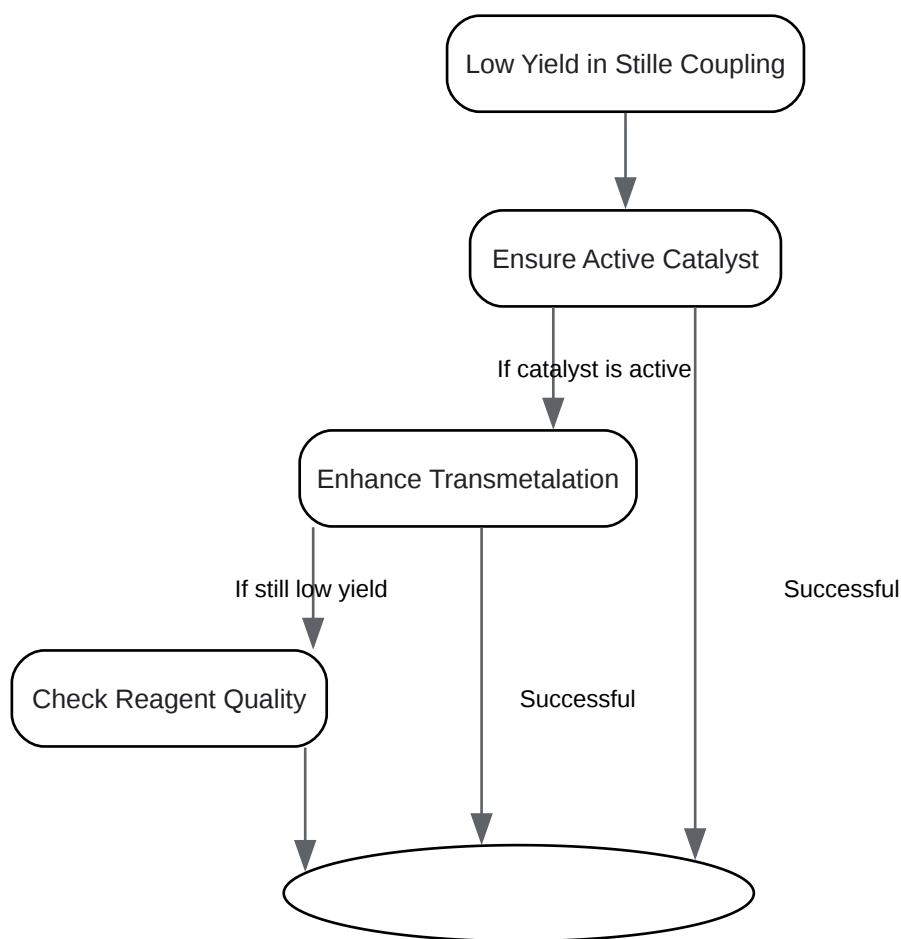 Low Yield in Stille Coupling
Ensure Active Catalyst
If catalyst is active
Enhance Transmetalation
If still low yield
Successful
Check Reagent Quality
Successful